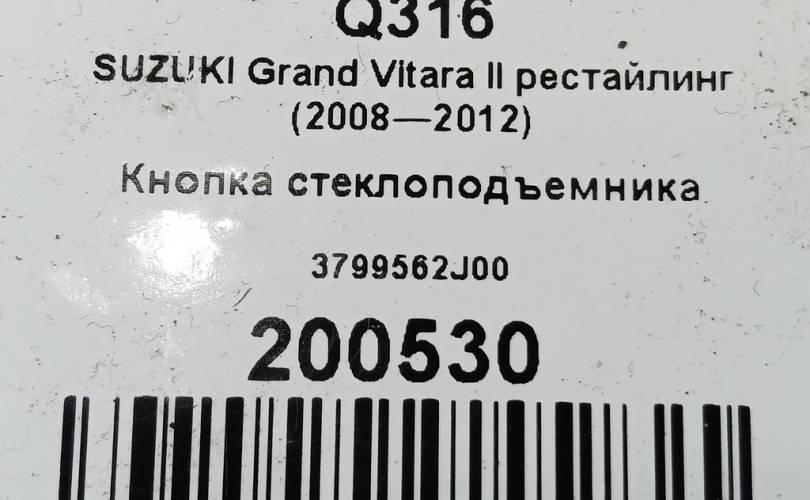 Q316
SUZUKI Grand Vitara II рестайлинг
(2008—2012)
Кнопка стеклоподъемника
3799562J00
200530